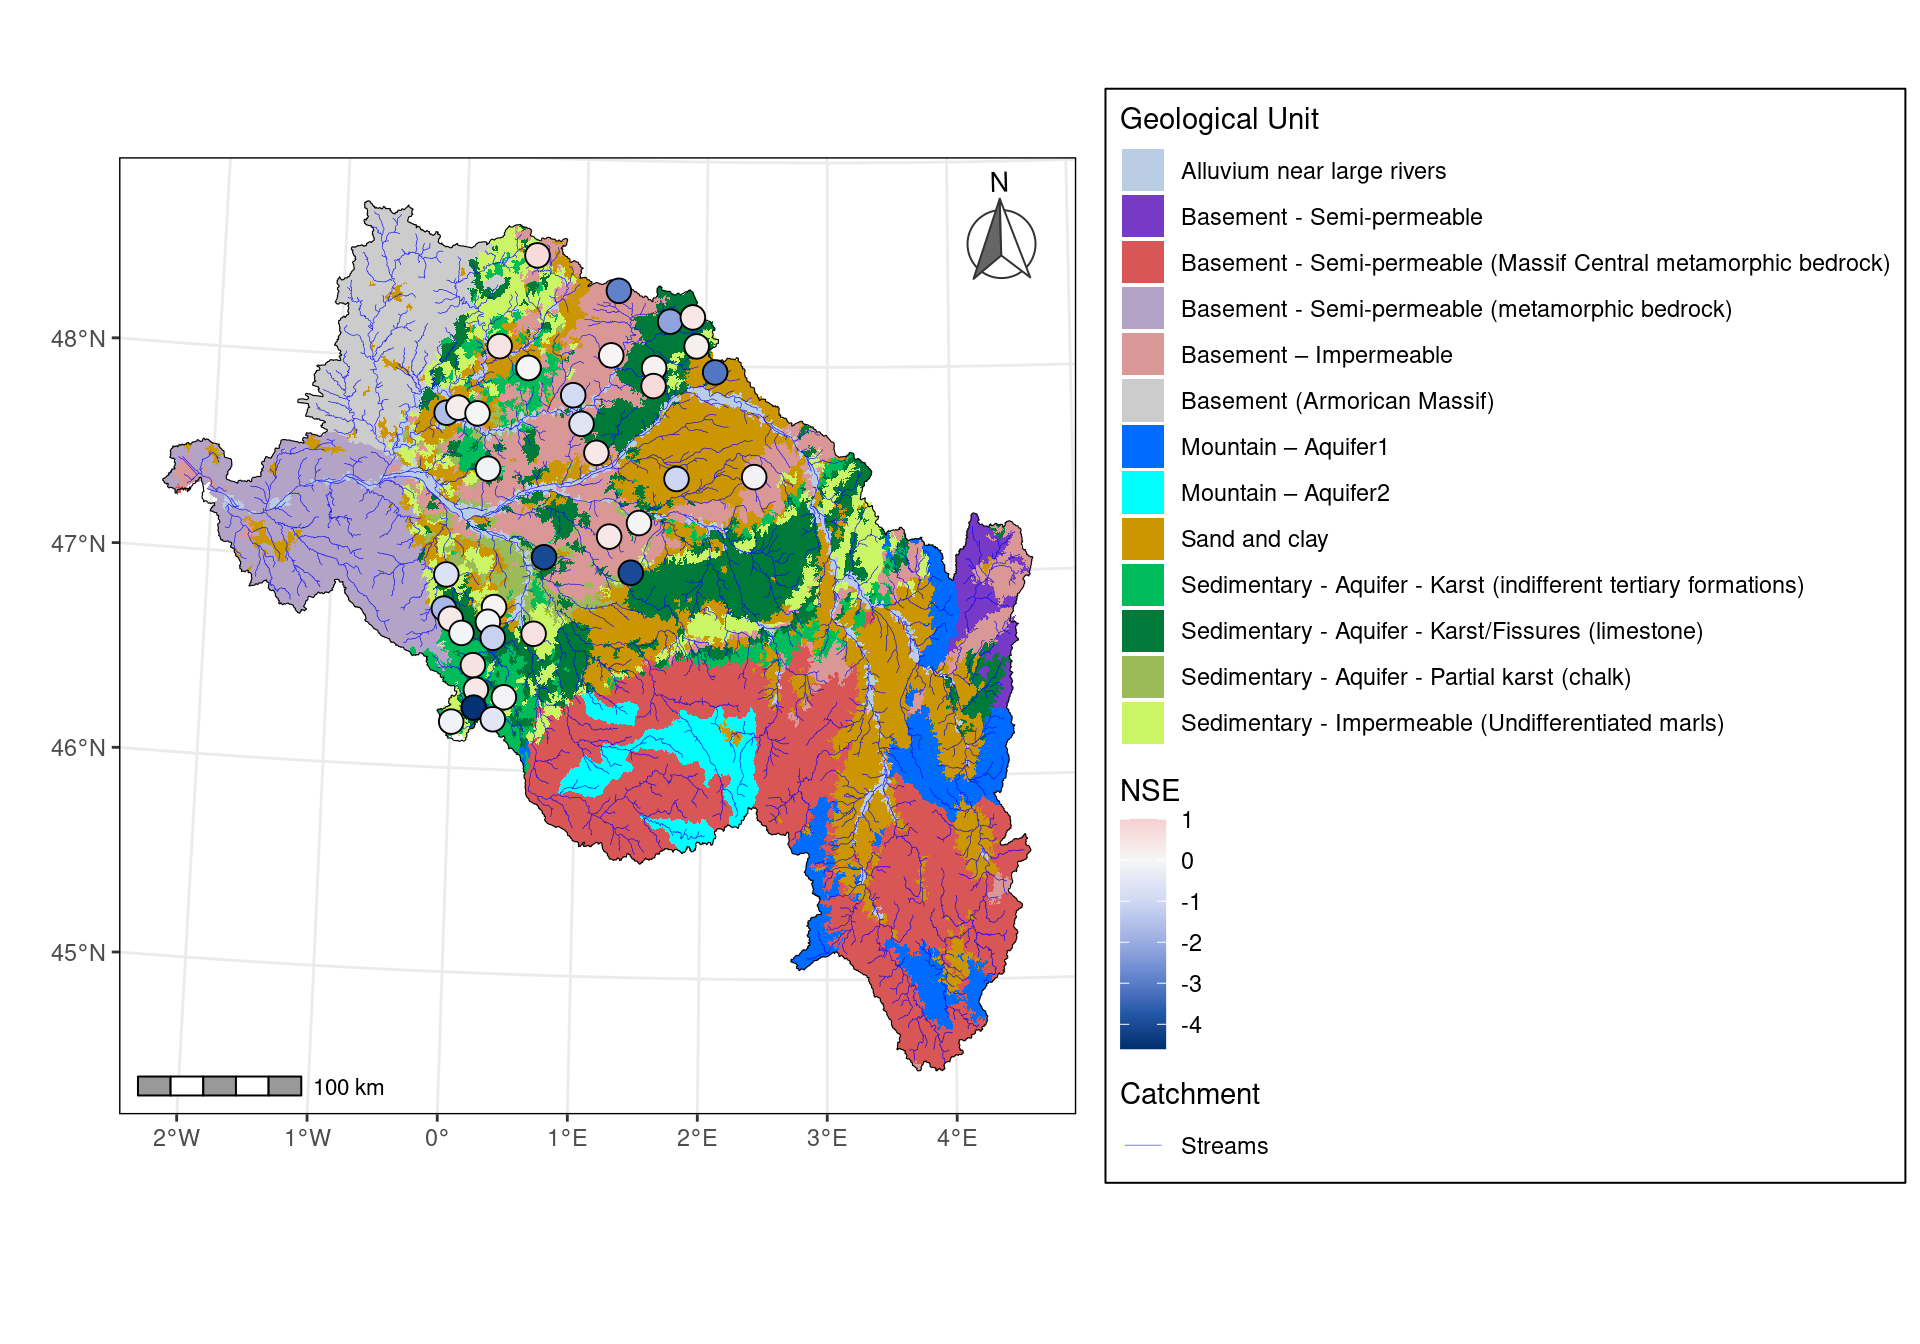 N
48°N
47°N
46°N
45°N
100 km
2°W
1°W
0°
1°E
2°E
3°E
4°E
Geological Unit
Alluvium near large rivers
Basement - Semi-permeable
Basement - Semi-permeable (Massif Central metamorphic bedrock)
Basement - Semi-permeable (metamorphic bedrock)
Basement – Impermeable
Basement (Armorican Massif)
Mountain – Aquifer1
Mountain – Aquifer2
Sand and clay
Sedimentary - Aquifer - Karst (indifferent tertiary formations)
Sedimentary - Aquifer - Karst/Fissures (limestone)
Sedimentary - Aquifer - Partial karst (chalk)
Sedimentary - Impermeable (Undifferentiated marls)
NSE
1
0
-1
-2
-3
-4
Catchment
Streams